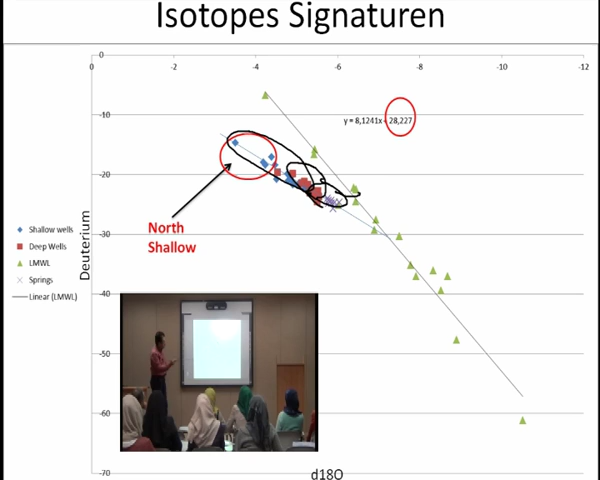 Isotopes Signaturen
0 -2 -4 -6 -8 -10 -12
-0
-10
-20
-30
-40
-50
-60
-70
y = 8,1241x - 28,227
North
Shallow
Shallow wells
Deep Wells
LMWL
Springs
Linear (LMWL)
Deuterium
d18O